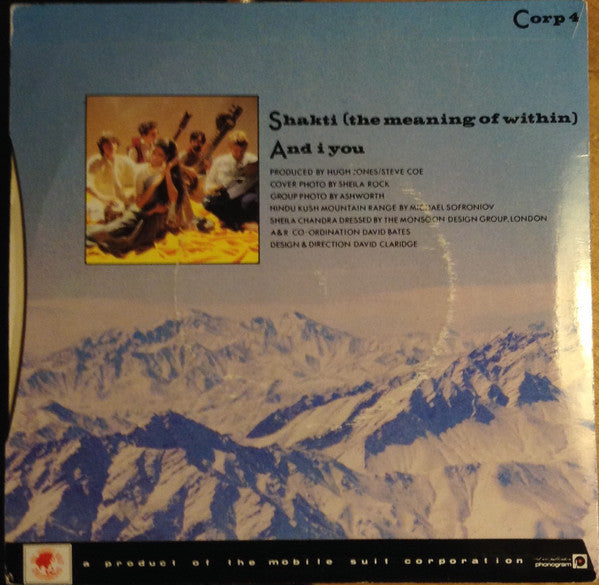 Corp 4
Shakti (the meaning of within)
And i you
PRODUCED BY HUGH JONES/STEVE COE
COVER PHOTO BY SHEILA ROCK
GROUP PHOTO BY ASHWORTH
HINDU KUSH MOUNTAIN RANGE BY MICHAEL SOFRONIOV
SHEILA CHANDRA DRESSED BY THE MONSOON DESIGN GROUP, LONDON
A&R CO-ORDINATION DAVID BATES
DESIGN & DIRECTION DAVID CLARIDGE
a product of the mobile suit corporation
phonogram